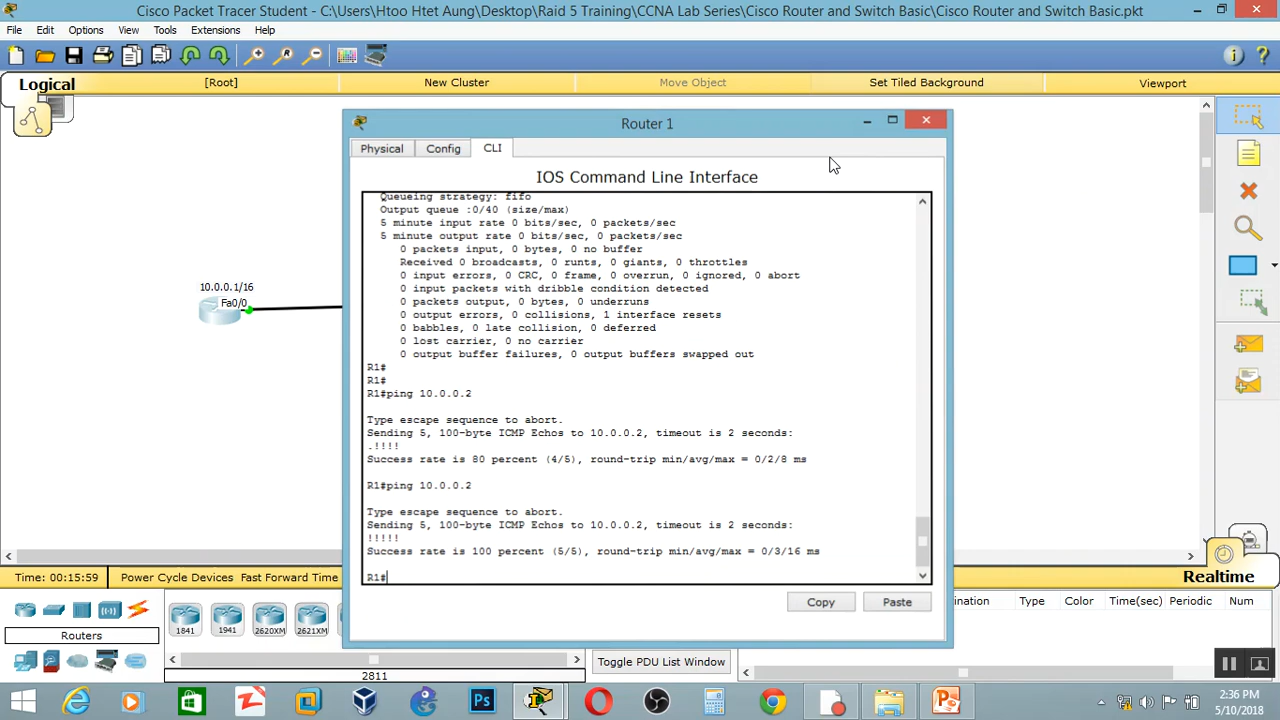 Cisco Packet Tracer Student - C:\Users\Htoo Htet Aung\Desktop\Raid 5 Training\CCNA Lab Series\Cisco Router and Switch Basic\Cisco Router and Switch Basic.pkt
File Edit Options View Tools Extensions Help
Logical [Root] New Cluster Move Object Set Tiled Background Viewport
Router 1
Physical Config CLI
IOS Command Line Interface
Queueing strategy: fifo
Output queue :0/40 (size/max)
5 minute input rate 0 bits/sec, 0 packets/sec
5 minute output rate 0 bits/sec, 0 packets/sec
0 packets input, 0 bytes, 0 no buffer
Received 0 broadcasts, 0 runts, 0 giants, 0 throttles
0 input errors, 0 CRC, 0 frame, 0 overrun, 0 ignored, 0 abort
0 input packets with dribble condition detected
0 packets output, 0 bytes, 0 underruns
0 output errors, 0 collisions, 1 interface resets
0 babbles, 0 late collision, 0 deferred
0 lost carrier, 0 no carrier
0 output buffer failures, 0 output buffers swapped out
R1#
R1#
R1#ping 10.0.0.2
Type escape sequence to abort.
Sending 5, 100-byte ICMP Echos to 10.0.0.2, timeout is 2 seconds:
.!!!!
Success rate is 80 percent (4/5), round-trip min/avg/max = 0/2/8 ms
R1#ping 10.0.0.2
Type escape sequence to abort.
Sending 5, 100-byte ICMP Echos to 10.0.0.2, timeout is 2 seconds:
!!!!!
Success rate is 100 percent (5/5), round-trip min/avg/max = 0/3/16 ms
R1#
Copy Paste
10.0.0.1/16
Fa0/0
Time: 00:15:59 Power Cycle Devices Fast Forward Time
Realtime
Routers
1841 1941 2620XM 2621XM
2811
Toggle PDU List Window
ination Type Color Time(sec) Periodic Num
Ps
2:36 PM
5/10/2018